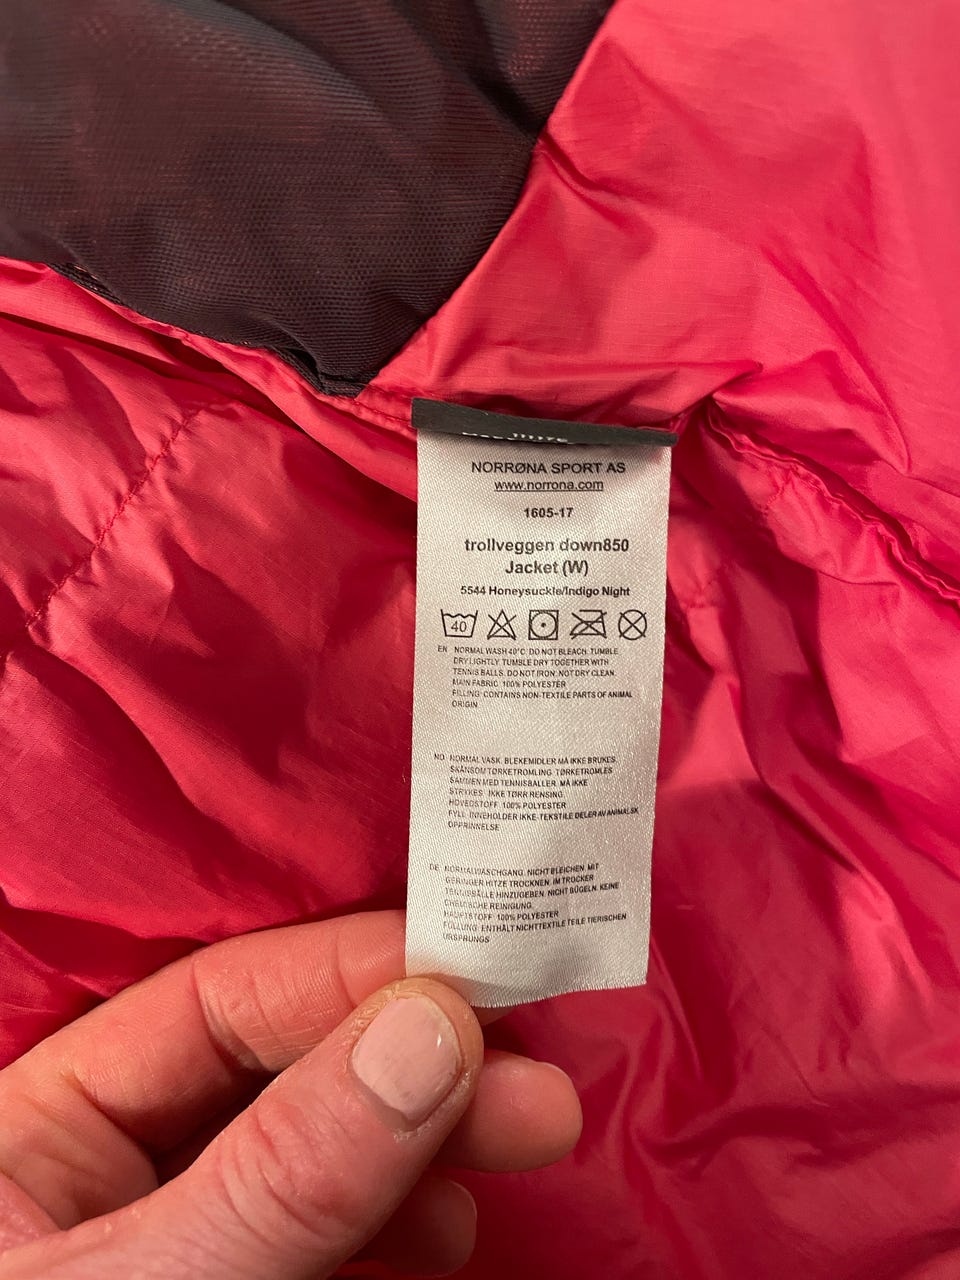 NORRØNA SPORT AS
www.norrona.com
1605-17
trollveggen down850
Jacket (W)
5544 Honeysuckle/Indigo Night
40
EN NORMAL WASH 40°C. DO NOT BLEACH. TUMBLE
DRY LIGHTLY. TUMBLE DRY TOGETHER WITH
TENNIS BALLS. DO NOT IRON. NOT DRY CLEAN.
MAIN FABRIC: 100% POLYESTER
FILLING: CONTAINS NON-TEXTILE PARTS OF ANIMAL
ORIGIN
NO NORMAL VASK. BLEKEMIDLER MÅ IKKE BRUKES.
SKÅNSOM TØRKETROMLING. TØRKETROMLES
SAMMEN MED TENNISBALLER. MÅ IKKE
STRYKES. IKKE TØRR RENSING.
HOVEDSTOFF: 100% POLYESTER
FYLL: INNEHOLDER IKKE-TEKSTILE DELER AV ANIMALSK
OPPRINNELSE
DE NORMALWASCHGANG. NICHT BLEICHEN. MIT
GERINGER HITZE TROCKNEN. IM TROCKER
TENNISBÄLLE HINZUGEBEN. NICHT BÜGELN. KEINE
CHEMISCHE REINIGUNG.
HAUPTSTOFF: 100% POLYESTER
FÜLLUNG: ENTHÄLT NICHTTEXTILE TEILE TIERISCHEN
URSPRUNGS